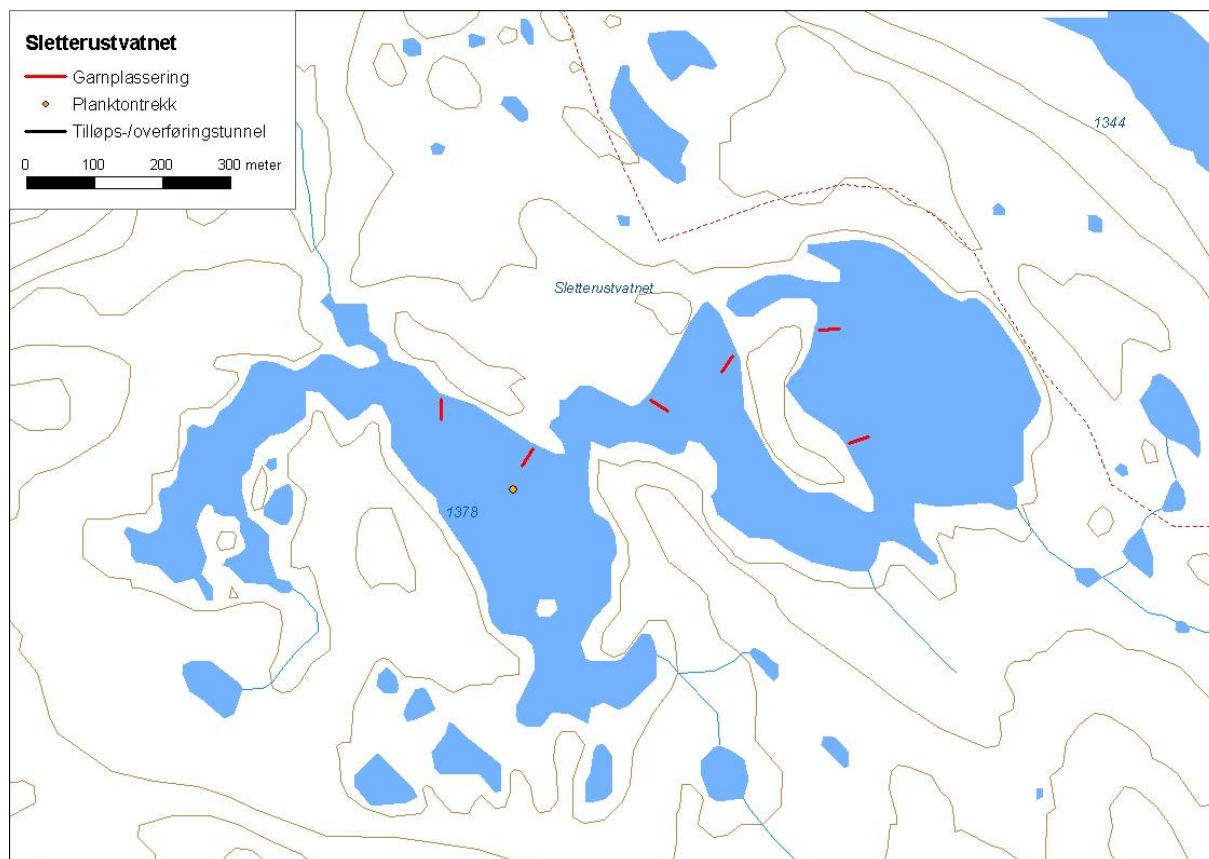 Sletterustvatnet
Garnplassering
Planktontrekk
Tilløps-/overføringstunnel
0 100 200 300 meter
1344
Sletterustvatnet
1378